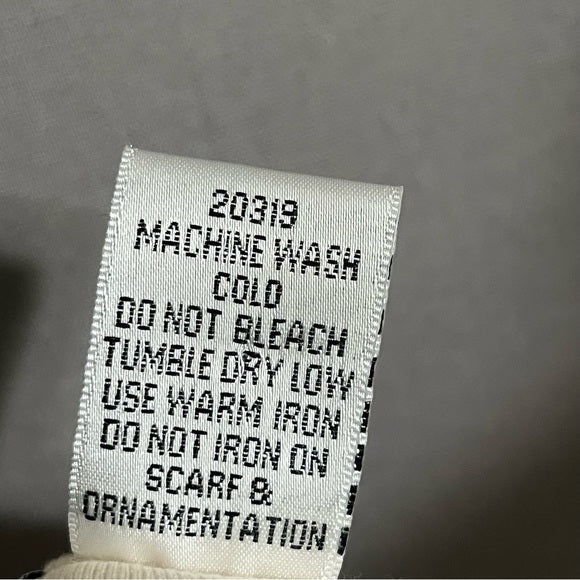 20319
MACHINE WASH
COLD
DO NOT BLEACH
TUMBLE DRY LOW
USE WARM IRON
DO NOT IRON ON
SCARF &
ORNAMENTATION